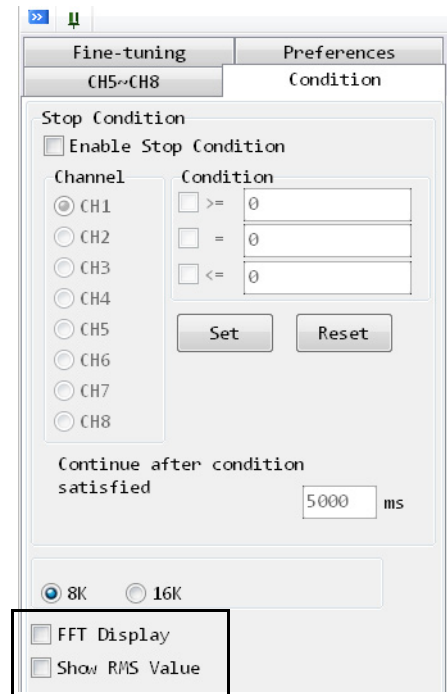 Fine-tuning Preferences
CH5~CH8 Condition
Stop Condition
Enable Stop Condition
Channel Condition
CH1 >= 0
CH2 = 0
CH3 <= 0
CH4
CH5 Set Reset
CH6
CH7
CH8
Continue after condition
satisfied 5000 ms
8K 16K
FFT Display
Show RMS Value